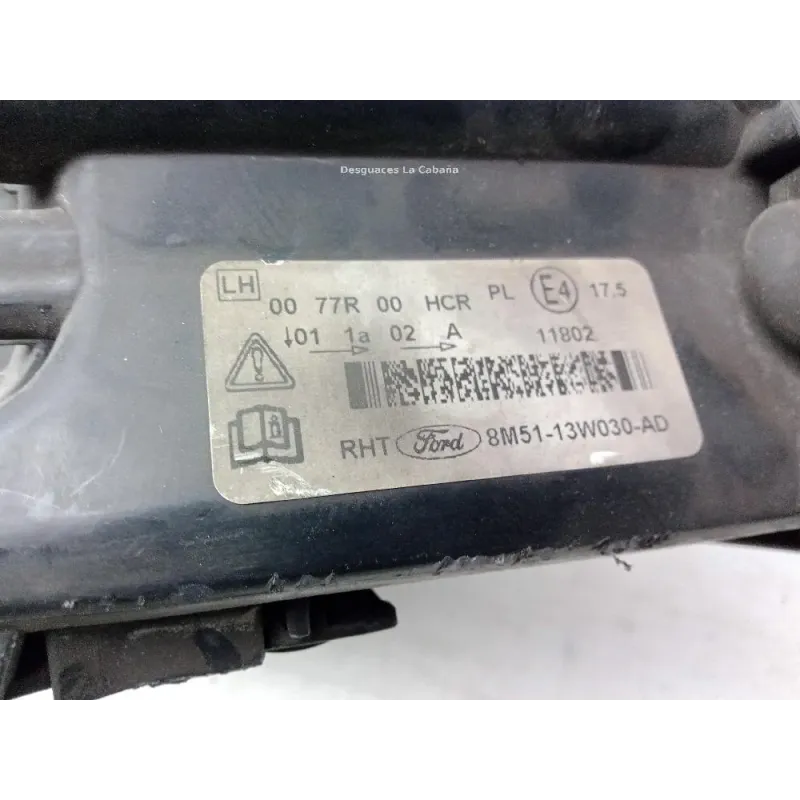 Desguaces La Cabaña
LH 00 77R 00 HCR PL E4 17.5
↓01 1a 02 A 11802
RHT Ford 8M51-13W030-AD